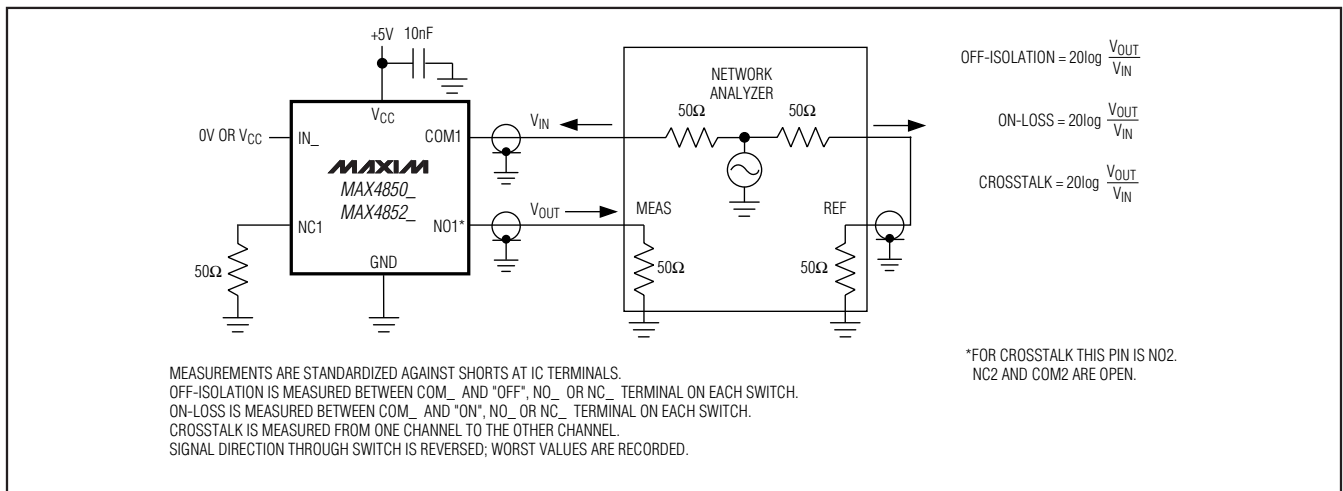 +5V 10nF
VCC
0V OR VCC
IN_
COM1
MAXIM
MAX4850_
MAX4852_
NC1
NO1*
GND
50Ω
VIN
VOUT
NETWORK
ANALYZER
50Ω 50Ω
MEAS REF
50Ω 50Ω
OFF-ISOLATION = 20log VOUT/VIN
ON-LOSS = 20log VOUT/VIN
CROSSTALK = 20log VOUT/VIN
*FOR CROSSTALK THIS PIN IS NO2.
NC2 AND COM2 ARE OPEN.
MEASUREMENTS ARE STANDARDIZED AGAINST SHORTS AT IC TERMINALS.
OFF-ISOLATION IS MEASURED BETWEEN COM_ AND "OFF", NO_ OR NC_ TERMINAL ON EACH SWITCH.
ON-LOSS IS MEASURED BETWEEN COM_ AND "ON", NO_ OR NC_ TERMINAL ON EACH SWITCH.
CROSSTALK IS MEASURED FROM ONE CHANNEL TO THE OTHER CHANNEL.
SIGNAL DIRECTION THROUGH SWITCH IS REVERSED; WORST VALUES ARE RECORDED.